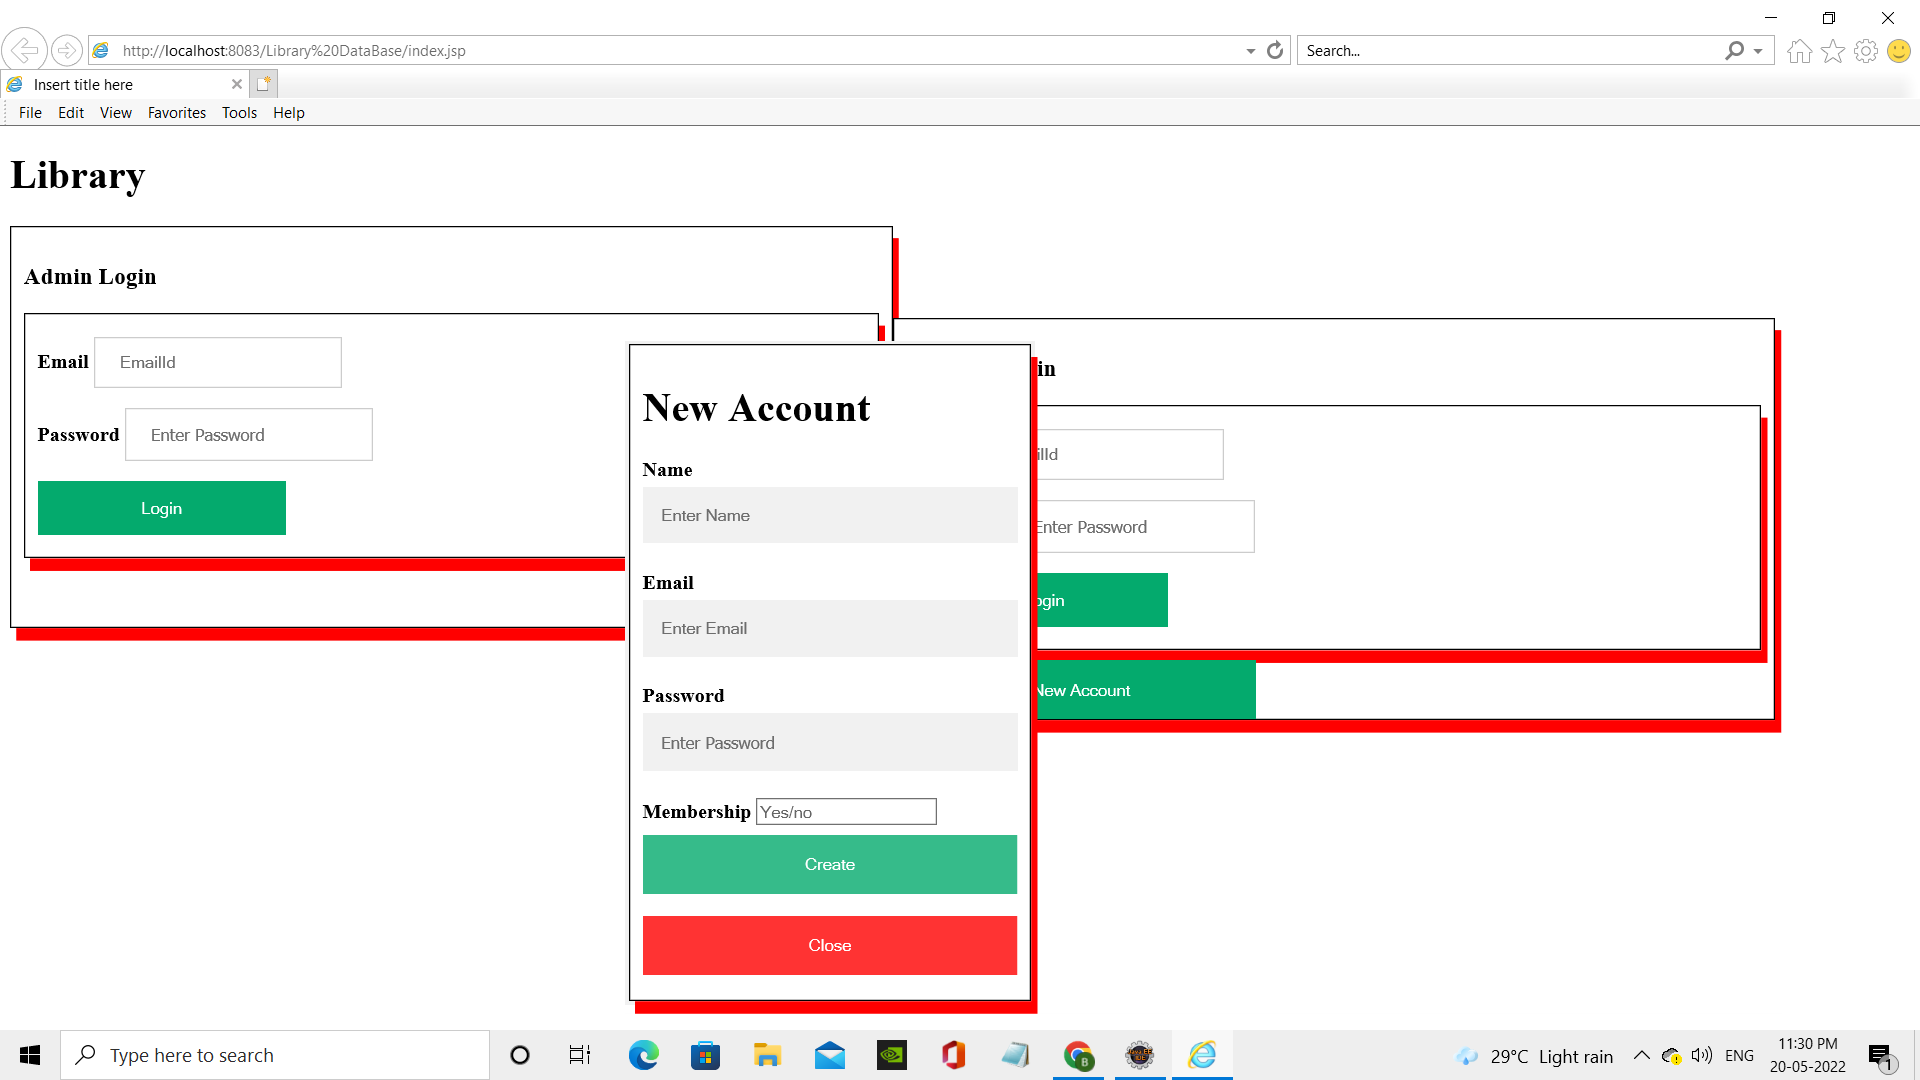 http://localhost:8083/Library%20DataBase/index.jsp
Search...
Insert title here
File Edit View Favorites Tools Help
Library
Admin Login
Email EmailId
Password Enter Password
Login
in
ilId
Enter Password
ogin
New Account
New Account
Name
Enter Name
Email
Enter Email
Password
Enter Password
Membership Yes/no
Create
Close
Type here to search
29°C Light rain
ENG
11:30 PM
20-05-2022
1